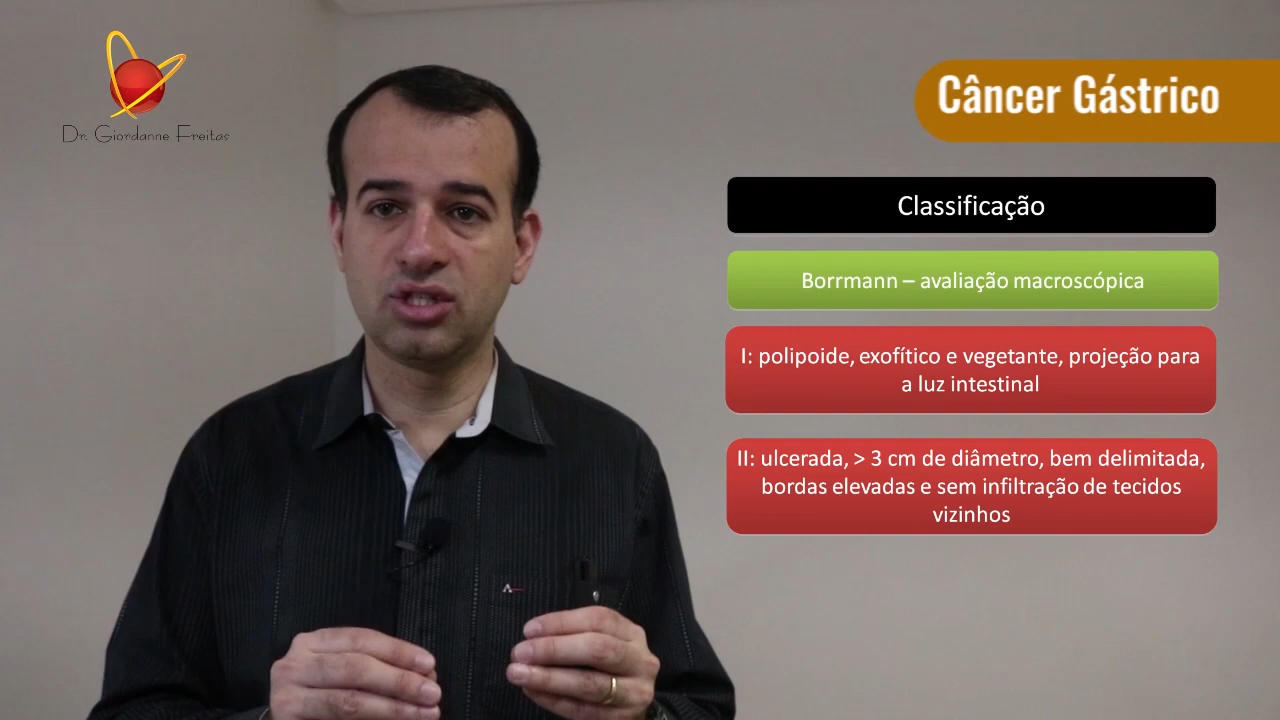 Dr. Giordanne Freitas
Câncer Gástrico
Classificação
Borrmann – avaliação macroscópica
I: polipoide, exofítico e vegetante, projeção para
a luz intestinal
II: ulcerada, > 3 cm de diâmetro, bem delimitada,
bordas elevadas e sem infiltração de tecidos
vizinhos